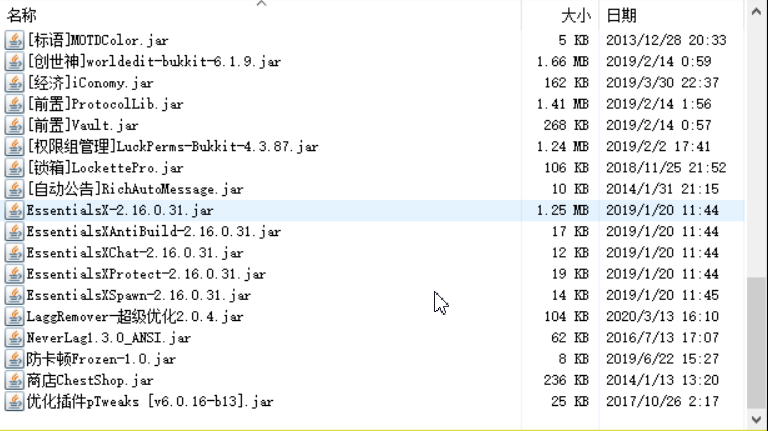 名称 大小 日期
[标语]MOTDColor.jar 5 KB 2013/12/28 20:33
[创世神]worldedit-bukkit-6.1.9.jar 1.66 MB 2019/2/14 0:59
[经济]iConomy.jar 162 KB 2019/3/30 22:37
[前置]ProtocolLib.jar 1.41 MB 2019/2/14 1:56
[前置]Vault.jar 268 KB 2019/2/14 0:57
[权限组管理]LuckPerms-Bukkit-4.3.87.jar 1.24 MB 2019/2/2 17:41
[锁箱]LockettePro.jar 106 KB 2018/11/25 21:52
[自动公告]RichAutoMessage.jar 10 KB 2014/1/31 21:15
EssentialsX-2.16.0.31.jar 1.25 MB 2019/1/20 11:44
EssentialsXAntiBuild-2.16.0.31.jar 17 KB 2019/1/20 11:44
EssentialsXChat-2.16.0.31.jar 12 KB 2019/1/20 11:44
EssentialsXProtect-2.16.0.31.jar 19 KB 2019/1/20 11:44
EssentialsXSpawn-2.16.0.31.jar 14 KB 2019/1/20 11:45
LaggRemover-超级优化2.0.4.jar 104 KB 2020/3/13 16:10
NeverLag1.3.0_ANSI.jar 62 KB 2016/7/13 17:07
防卡顿Frozen-1.0.jar 8 KB 2019/6/22 15:27
商店ChestShop.jar 236 KB 2014/1/13 13:20
优化插件pTweaks [v6.0.16-b13].jar 25 KB 2017/10/26 2:17